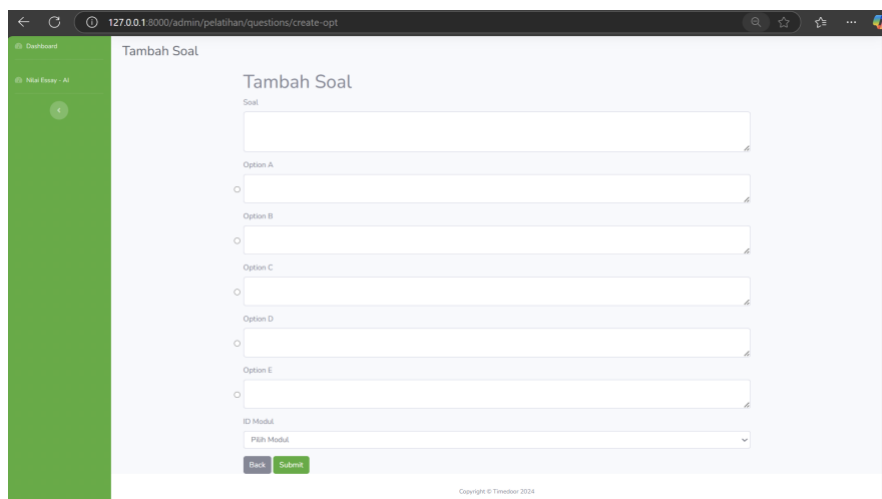 127.0.0.1:8000/admin/pelatihan/questions/create-opt
Dashboard
Nilai Essay - AI
Tambah Soal
Tambah Soal
Soal
Option A
Option B
Option C
Option D
Option E
ID Modul
Pilih Modul
Back Submit
Copyright © Timedoor 2024